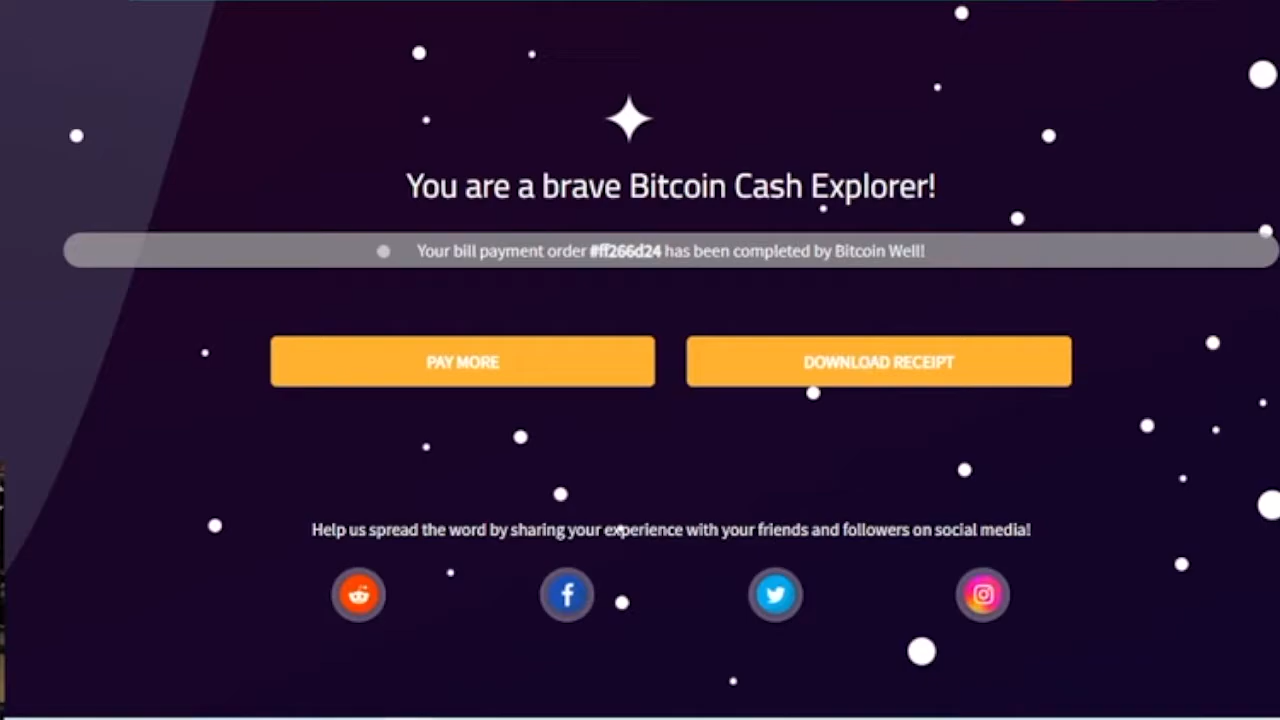 You are a brave Bitcoin Cash Explorer!
Your bill payment order #ff266d24 has been completed by Bitcoin Well!
PAY MORE
DOWNLOAD RECEIPT
Help us spread the word by sharing your experience with your friends and followers on social media!